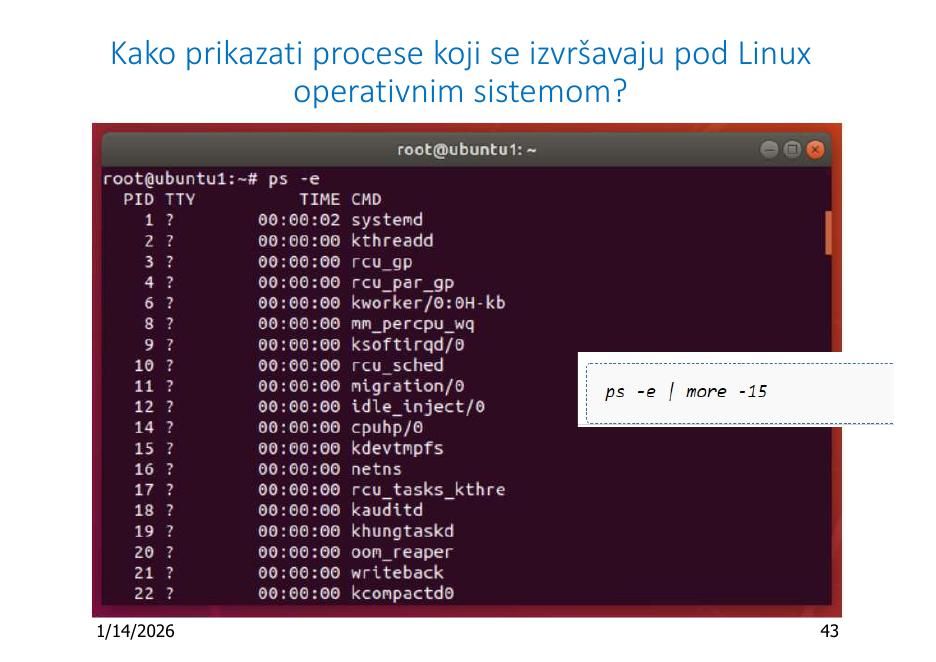 Kako prikazati procese koji se izvršavaju pod Linux
operativnim sistemom?
root@ubuntu1: ~
root@ubuntu1:~# ps -e
PID TTY TIME CMD
1 ? 00:00:02 systemd
2 ? 00:00:00 kthreadd
3 ? 00:00:00 rcu_gp
4 ? 00:00:00 rcu_par_gp
6 ? 00:00:00 kworker/0:0H-kb
8 ? 00:00:00 mm_percpu_wq
9 ? 00:00:00 ksoftirqd/0
10 ? 00:00:00 rcu_sched
11 ? 00:00:00 migration/0
12 ? 00:00:00 idle_inject/0
14 ? 00:00:00 cpuhp/0
15 ? 00:00:00 kdevtmpfs
16 ? 00:00:00 netns
17 ? 00:00:00 rcu_tasks_kthre
18 ? 00:00:00 kauditd
19 ? 00:00:00 khungtaskd
20 ? 00:00:00 oom_reaper
21 ? 00:00:00 writeback
22 ? 00:00:00 kcompactd0
ps -e | more -15
1/14/2026
43